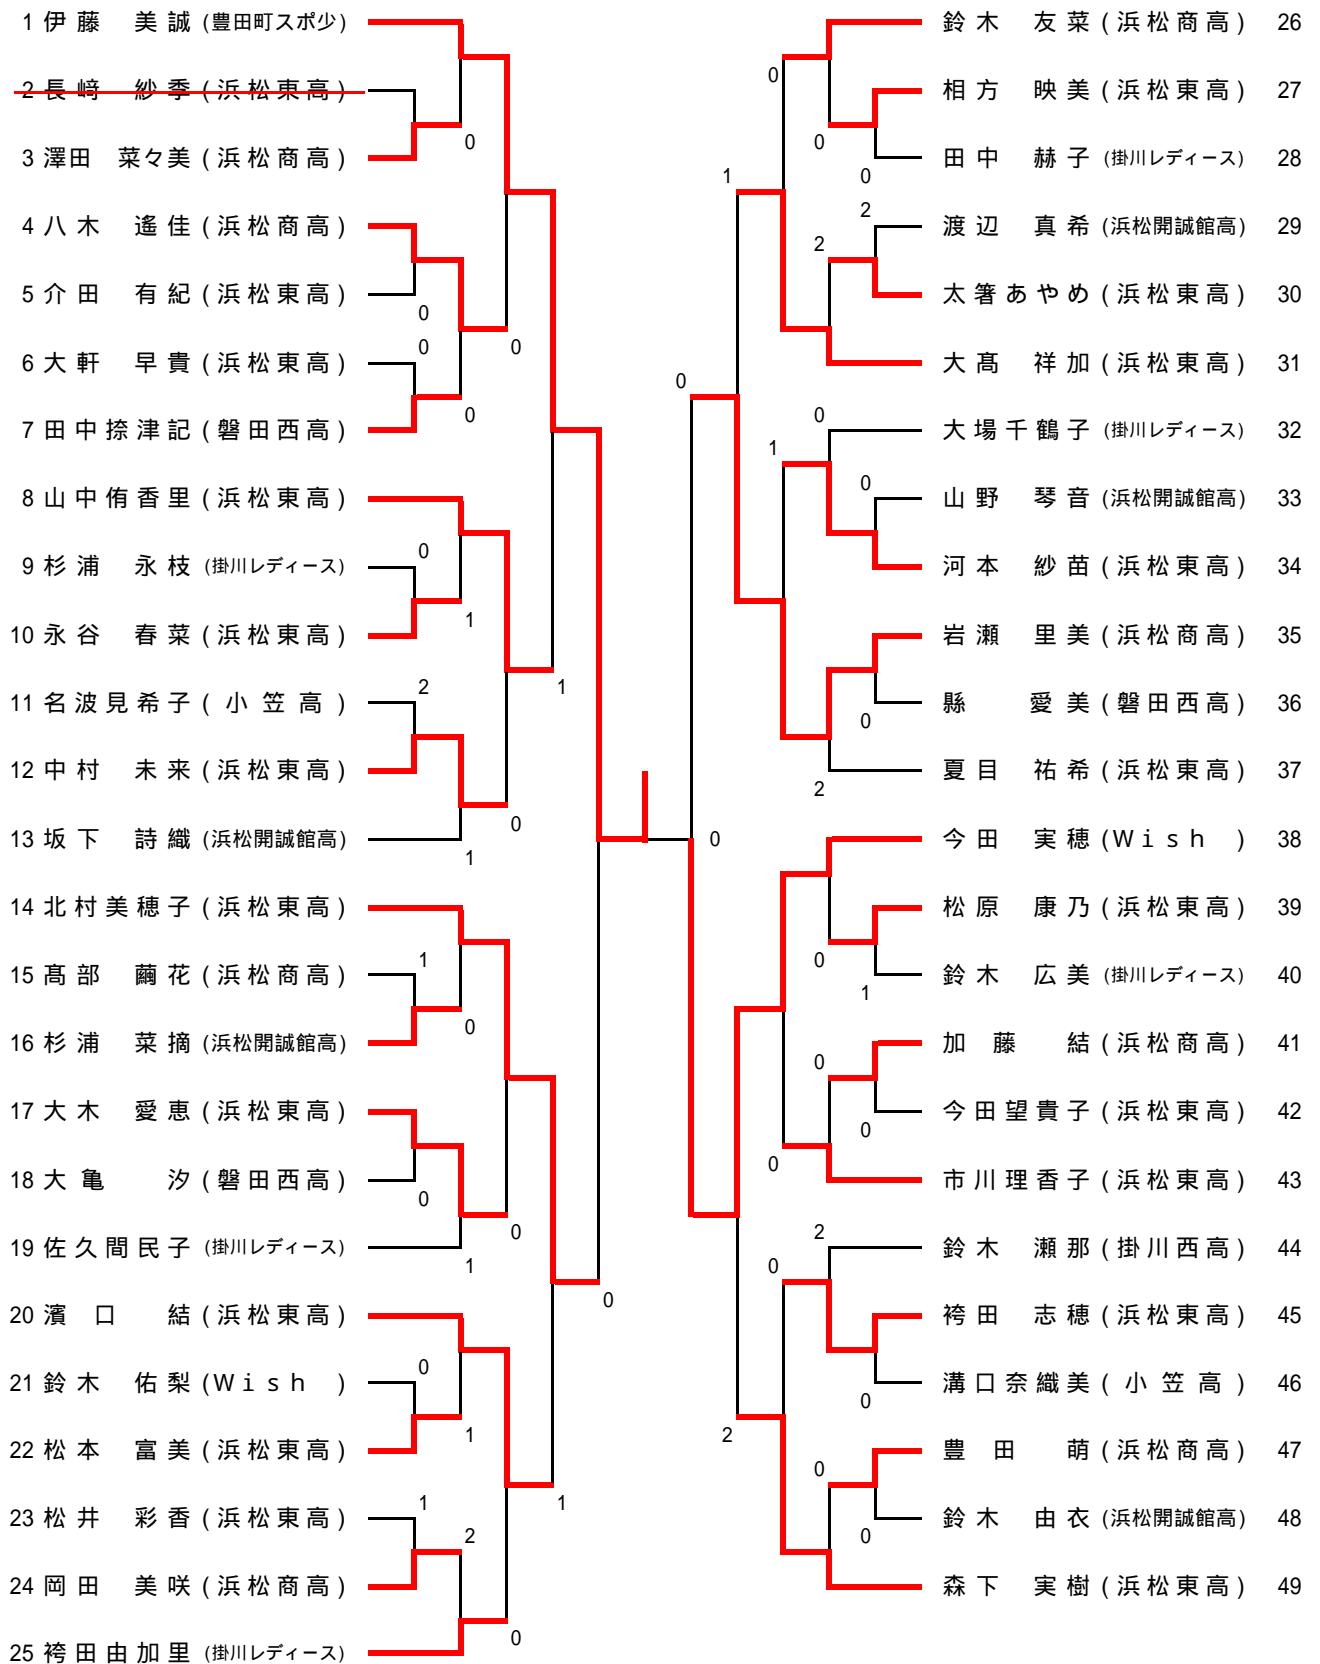 1 伊藤 美誠 (豊田町スポ少)
2 長﨑 紗季 (浜松東高)
0
3 澤田 菜々美 (浜松商高)
4 八木 遙佳 (浜松商高)
5 介田 有紀 (浜松東高)
0
0
0
6 大軒 早貴 (浜松東高)
0
7 田中捺津記 (磐田西高)
8 山中侑香里 (浜松東高)
0
9 杉浦 永枝 (掛川レディース)
1
10 永谷 春菜 (浜松東高)
2
1
11 名波見希子 (小笠高)
12 中村 未来 (浜松東高)
0
13 坂下 詩織 (浜松開誠館高)
1
14 北村美穂子 (浜松東高)
1
15 髙部 繭花 (浜松商高)
0
16 杉浦 菜摘 (浜松開誠館高)
17 大木 愛恵 (浜松東高)
18 大亀 汐 (磐田西高)
0
0
19 佐久間民子 (掛川レディース)
1
0
20 濱口 結 (浜松東高)
0
21 鈴木 佑梨 (Ｗｉｓｈ )
1
22 松本 富美 (浜松東高)
1
1
23 松井 彩香 (浜松東高)
2
24 岡田 美咲 (浜松商高)
0
25 袴田由加里 (掛川レディース)
鈴木 友菜 (浜松商高) 26
0
相方 映美 (浜松東高) 27
0
田中 赫子 (掛川レディース) 28
1
0
2
渡辺 真希 (浜松開誠館高) 29
2
太箸あやめ (浜松東高) 30
大髙 祥加 (浜松東高) 31
0
0
大場千鶴子 (掛川レディース) 32
1
0
山野 琴音 (浜松開誠館高) 33
河本 紗苗 (浜松東高) 34
岩瀬 里美 (浜松商高) 35
縣 愛美 (磐田西高) 36
0
夏目 祐希 (浜松東高) 37
2
今田 実穂 (Ｗｉｓｈ ) 38
0
松原 康乃 (浜松東高) 39
0
鈴木 広美 (掛川レディース) 40
1
加藤 結 (浜松商高) 41
0
今田望貴子 (浜松東高) 42
0
0
市川理香子 (浜松東高) 43
2
鈴木 瀬那 (掛川西高) 44
0
袴田 志穂 (浜松東高) 45
溝口奈織美 (小笠高) 46
0
2
豊田 萌 (浜松商高) 47
0
鈴木 由衣 (浜松開誠館高) 48
0
森下 実樹 (浜松東高) 49